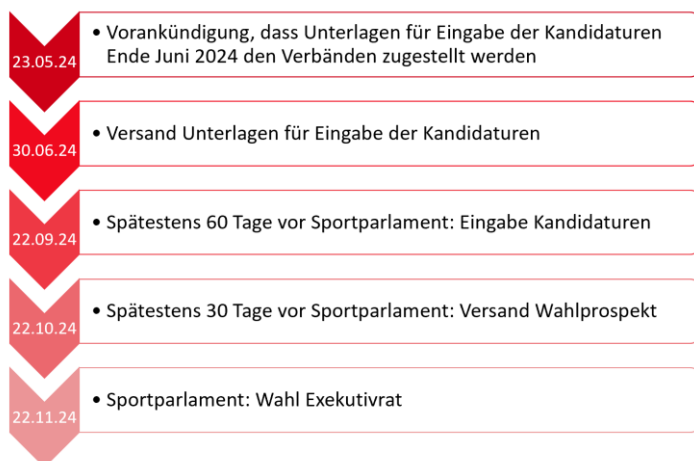 23.05.24
• Vorankündigung, dass Unterlagen für Eingabe der Kandidaturen
Ende Juni 2024 den Verbänden zugestellt werden
30.06.24
• Versand Unterlagen für Eingabe der Kandidaturen
22.09.24
• Spätestens 60 Tage vor Sportparlament: Eingabe Kandidaturen
22.10.24
• Spätestens 30 Tage vor Sportparlament: Versand Wahlprospekt
22.11.24
• Sportparlament: Wahl Exekutivrat